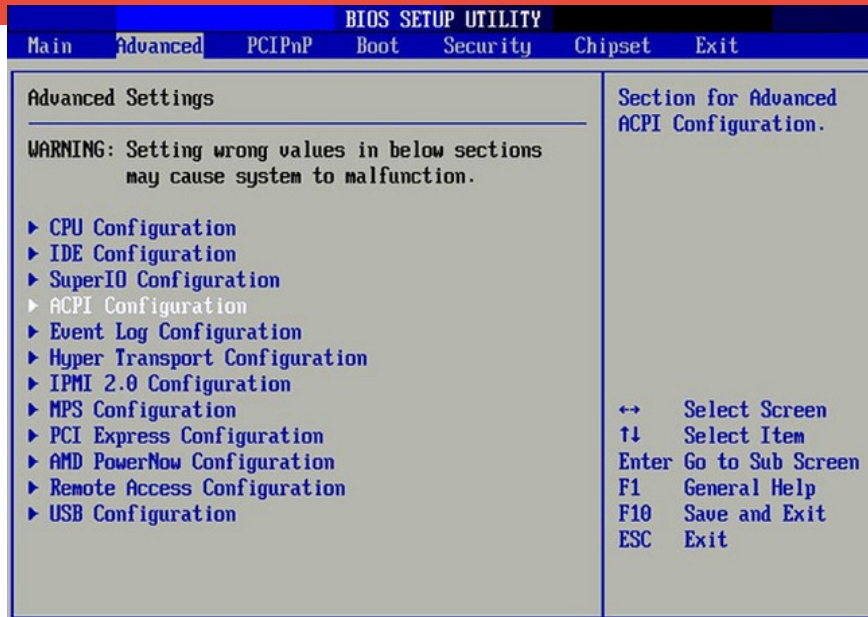 BIOS SETUP UTILITY
Main Advanced PCIPnP Boot Security Chipset Exit
Advanced Settings
WARNING: Setting wrong values in below sections
may cause system to malfunction.
▶ CPU Configuration
▶ IDE Configuration
▶ SuperIO Configuration
▶ ACPI Configuration
▶ Event Log Configuration
▶ Hyper Transport Configuration
▶ IPMI 2.0 Configuration
▶ MPS Configuration
▶ PCI Express Configuration
▶ AMD PowerNow Configuration
▶ Remote Access Configuration
▶ USB Configuration
Section for Advanced
ACPI Configuration.
↔ Select Screen
↑↓ Select Item
Enter Go to Sub Screen
F1 General Help
F10 Save and Exit
ESC Exit